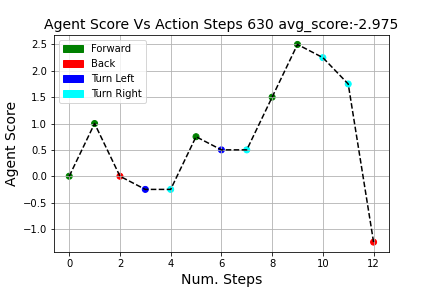 Agent Score Vs Action Steps 630 avg_score:-2.975
Forward
Back
Turn Left
Turn Right
Agent Score
2.5
2.0
1.5
1.0
0.5
0.0
−0.5
−1.0
0 2 4 6 8 10 12
Num. Steps